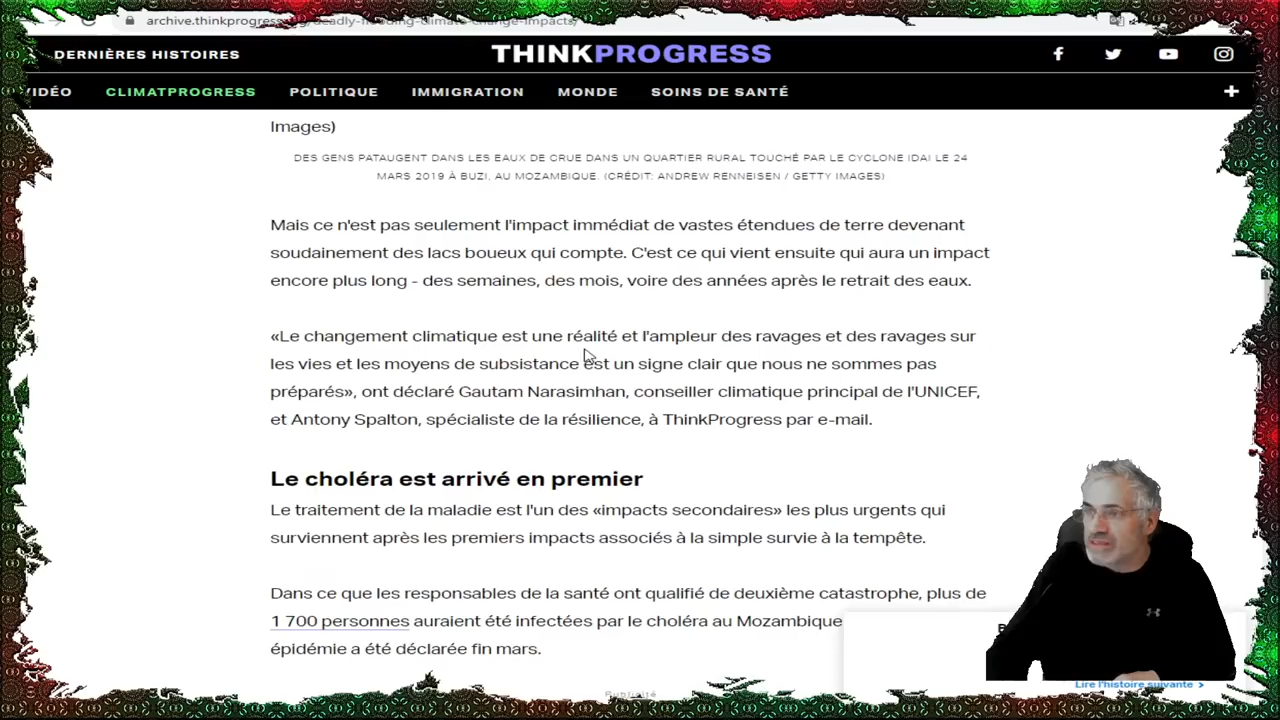 archive.thinkprogress
DERNIÈRES HISTOIRES
THINKPROGRESS
VIDÉO CLIMATPROGRESS POLITIQUE IMMIGRATION MONDE SOINS DE SANTÉ +
Images)
DES GENS PATAUGENT DANS LES EAUX DE CRUE DANS UN QUARTIER RURAL TOUCHÉ PAR LE CYCLONE IDAI LE 24
MARS 2019 À BUZI, AU MOZAMBIQUE. (CRÉDIT: ANDREW RENNEISEN / GETTY IMAGES)
Mais ce n'est pas seulement l'impact immédiat de vastes étendues de terre devenant
soudainement des lacs boueux qui compte. C'est ce qui vient ensuite qui aura un impact
encore plus long - des semaines, des mois, voire des années après le retrait des eaux.
«Le changement climatique est une réalité et l'ampleur des ravages et des ravages sur
les vies et les moyens de subsistance est un signe clair que nous ne sommes pas
préparés», ont déclaré Gautam Narasimhan, conseiller climatique principal de l'UNICEF,
et Antony Spalton, spécialiste de la résilience, à ThinkProgress par e-mail.
Le choléra est arrivé en premier
Le traitement de la maladie est l'un des «impacts secondaires» les plus urgents qui
surviennent après les premiers impacts associés à la simple survie à la tempête.
Dans ce que les responsables de la santé ont qualifié de deuxième catastrophe, plus de
1 700 personnes auraient été infectées par le choléra au Mozambique
épidémie a été déclarée fin mars.
Publicité
Lire l'histoire suivante >